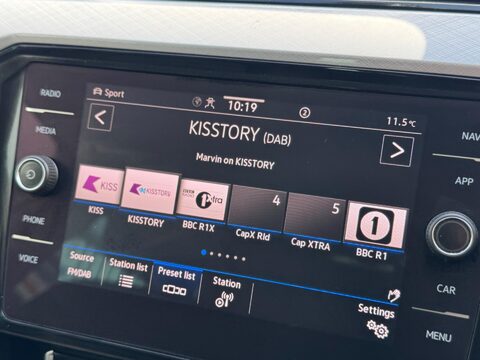 Sport
10:19
2
11.5°C
RADIO
MEDIA
PHONE
VOICE
NAV
APP
CAR
MENU
<
KISSTORY (DAB)
>
Marvin on KISSTORY
KISS
KISSTORY
1Xtra
4
5
1
KISS
KISSTORY
BBC R1X
CapX Rld
Cap XTRA
BBC R1
Source
FM/DAB
Station list
Preset list
Station
Settings